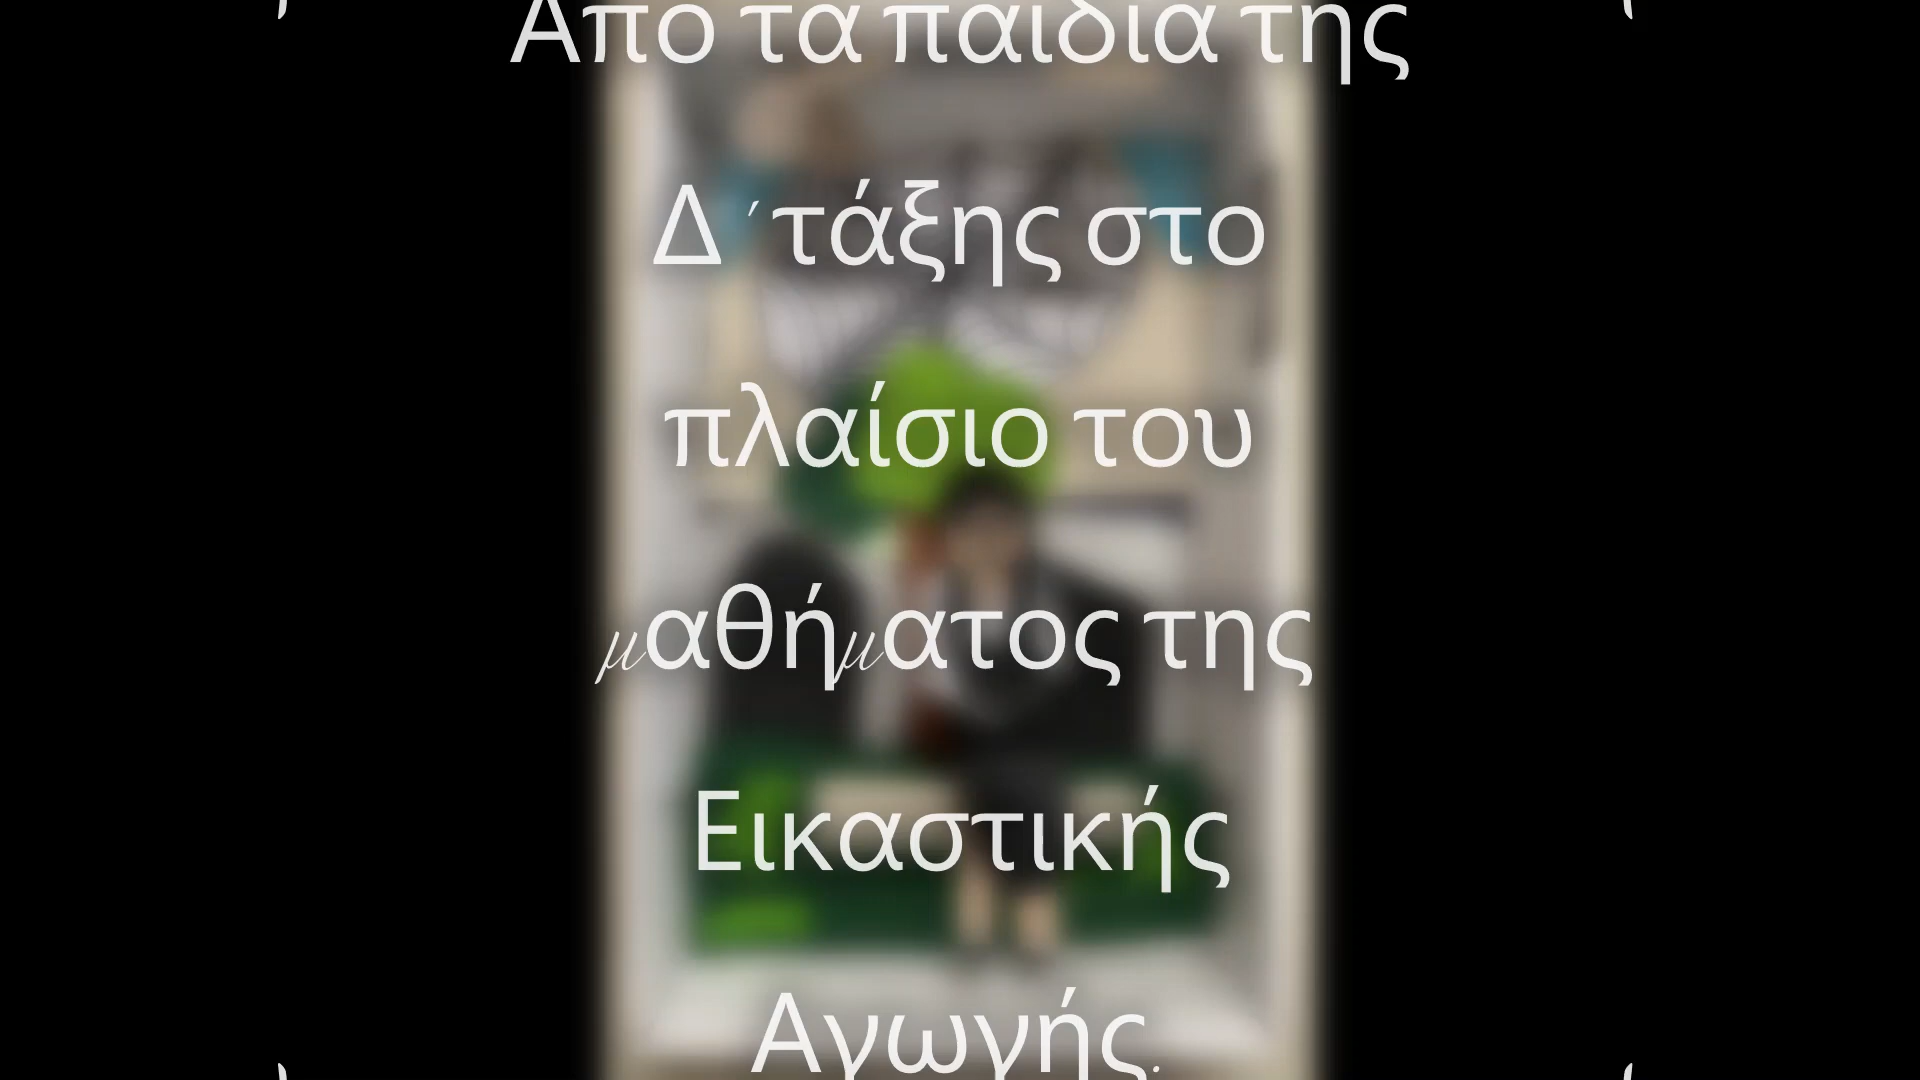 Από τα παιδιά της
Δ΄τάξης στο
πλαίσιο του
μαθήματος της
Εικαστικής
Αγωγής.